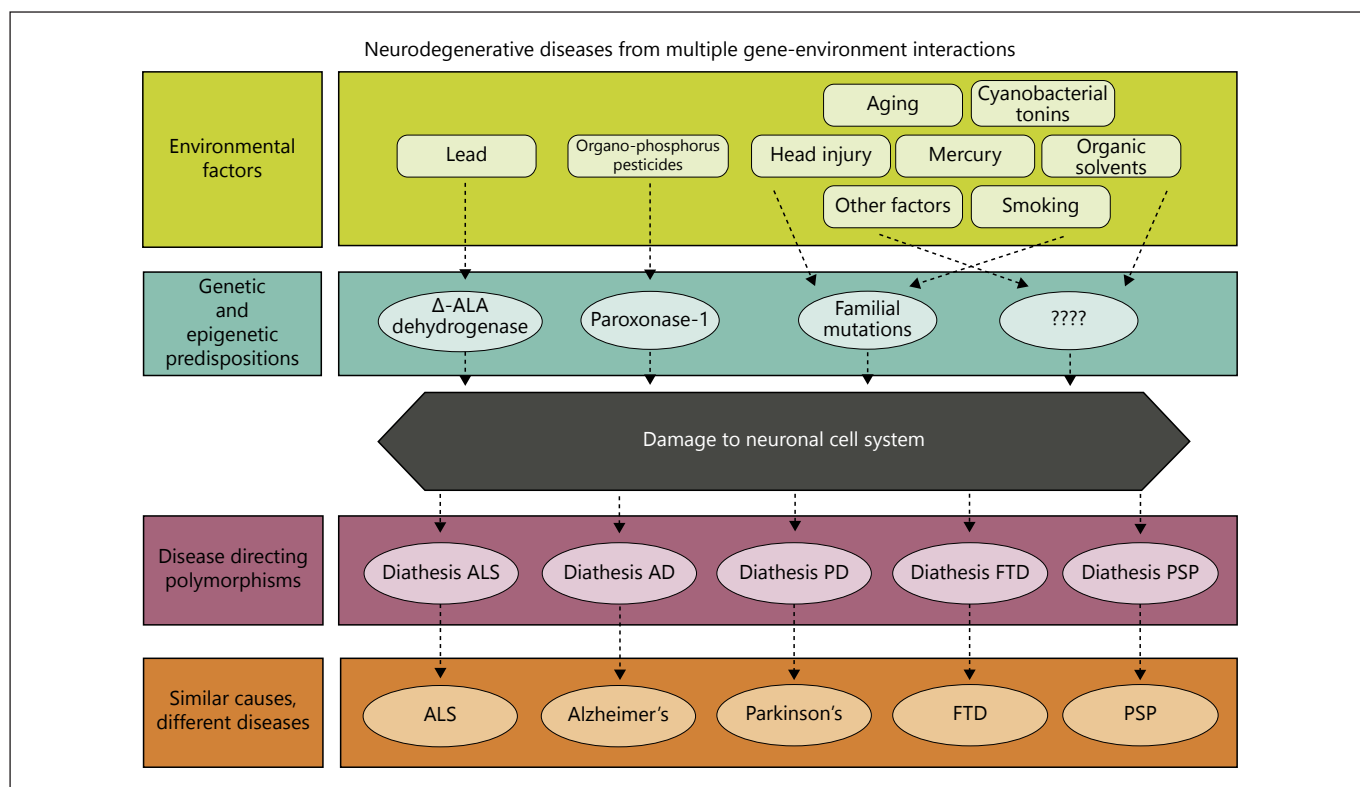 Neurodegenerative diseases from multiple gene-environment interactions
Environmental
factors
Aging
Cyanobacterial
tonins
Lead
Organo-phosphorus
pesticides
Head injury
Mercury
Organic
solvents
Other factors
Smoking
Genetic
and
epigenetic
predispositions
Δ-ALA
dehydrogenase
Paroxonase-1
Familial
mutations
????
Damage to neuronal cell system
Disease directing
polymorphisms
Diathesis ALS
Diathesis AD
Diathesis PD
Diathesis FTD
Diathesis PSP
Similar causes,
different diseases
ALS
Alzheimer’s
Parkinson’s
FTD
PSP